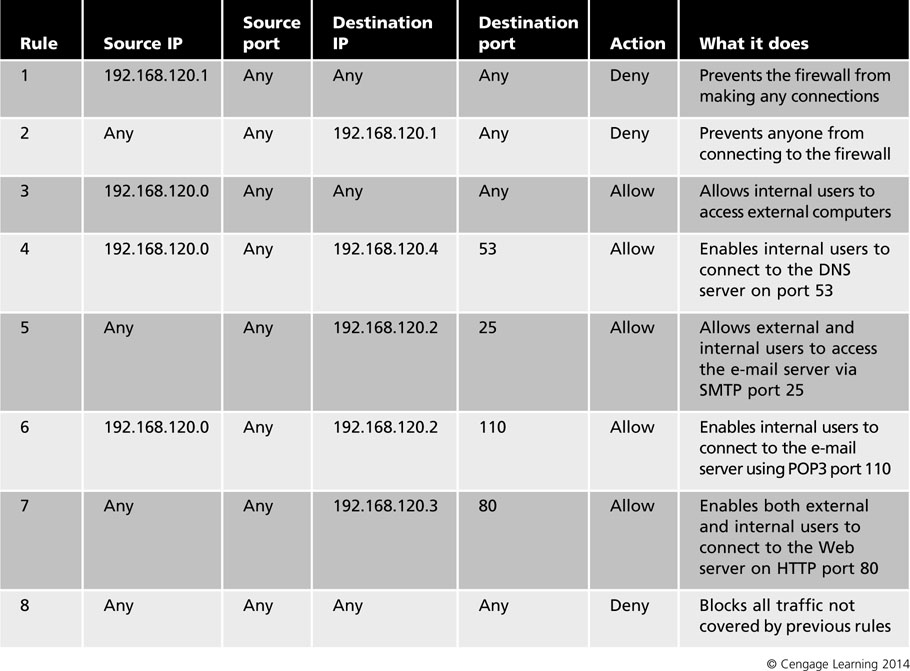 Rule Source IP Source port Destination IP Destination port Action What it does
1 192.168.120.1 Any Any Any Deny Prevents the firewall from
making any connections
2 Any Any 192.168.120.1 Any Deny Prevents anyone from
connecting to the firewall
3 192.168.120.0 Any Any Any Allow Allows internal users to
access external computers
4 192.168.120.0 Any 192.168.120.4 53 Allow Enables internal users to
connect to the DNS
server on port 53
5 Any Any 192.168.120.2 25 Allow Allows external and
internal users to access
the e-mail server via
SMTP port 25
6 192.168.120.0 Any 192.168.120.2 110 Allow Enables internal users to
connect to the e-mail
server using POP3 port 110
7 Any Any 192.168.120.3 80 Allow Enables both external
and internal users to
connect to the Web
server on HTTP port 80
8 Any Any Any Any Deny Blocks all traffic not
covered by previous rules
© Cengage Learning 2014